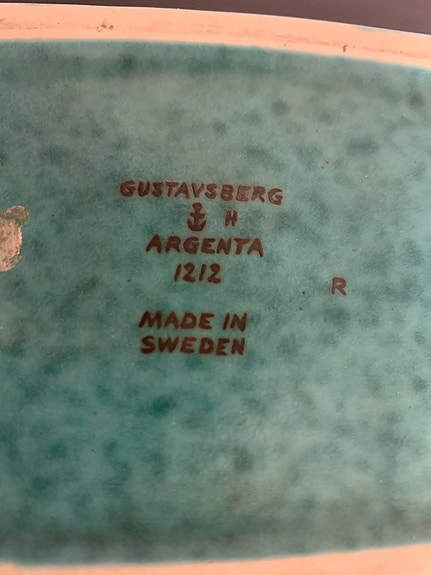 GUSTAVSBERG
H
ARGENTA
1212
R
MADE IN
SWEDEN